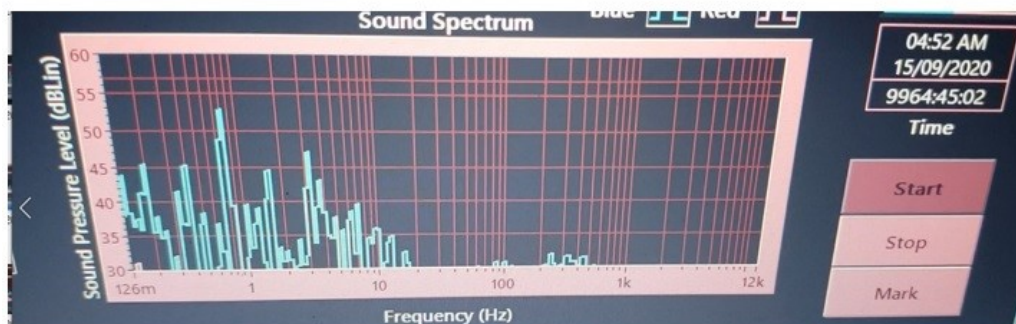 Sound Spectrum
Blue
Red
04:52 AM
15/09/2020
9964:45:02
Time
Start
Stop
Mark
Sound Pressure Level (dBLin)
60
55
50
45
40
35
30
126m
1
10
100
1k
12k
Frequency (Hz)